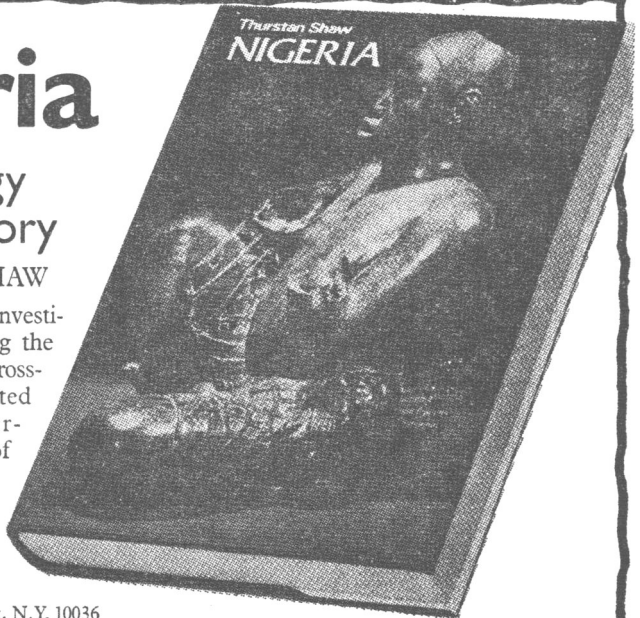 ria
gy
ory
HAW
nvesti-
g the
ross-
ted
r-
of
N.Y. 10036
Thurstan Shaw
NIGERIA